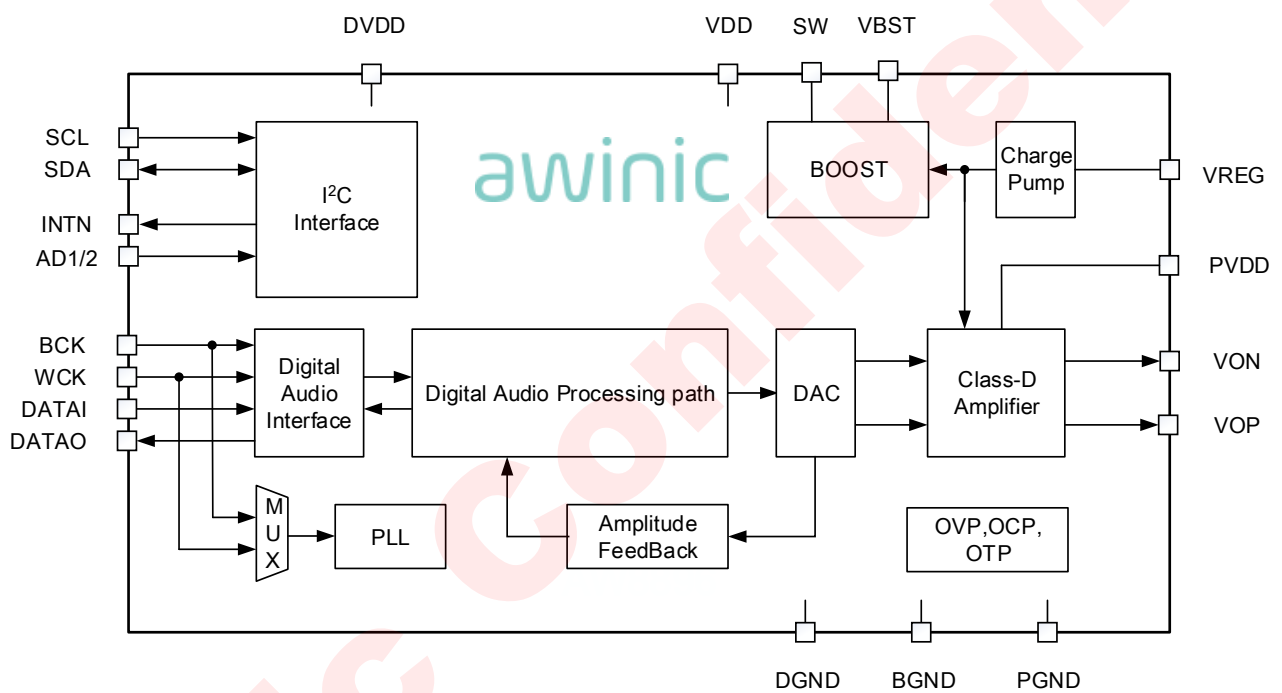 DVDD
VDD
SW
VBST
SCL
SDA
INTN
AD1/2
I²C
Interface
awinic
BOOST
Charge
Pump
VREG
PVDD
BCK
WCK
DATAI
DATAO
Digital
Audio
Interface
Digital Audio Processing path
DAC
Class-D
Amplifier
VON
VOP
M
U
X
PLL
Amplitude
FeedBack
OVP,OCP,
OTP
DGND
BGND
PGND
ic Confiden